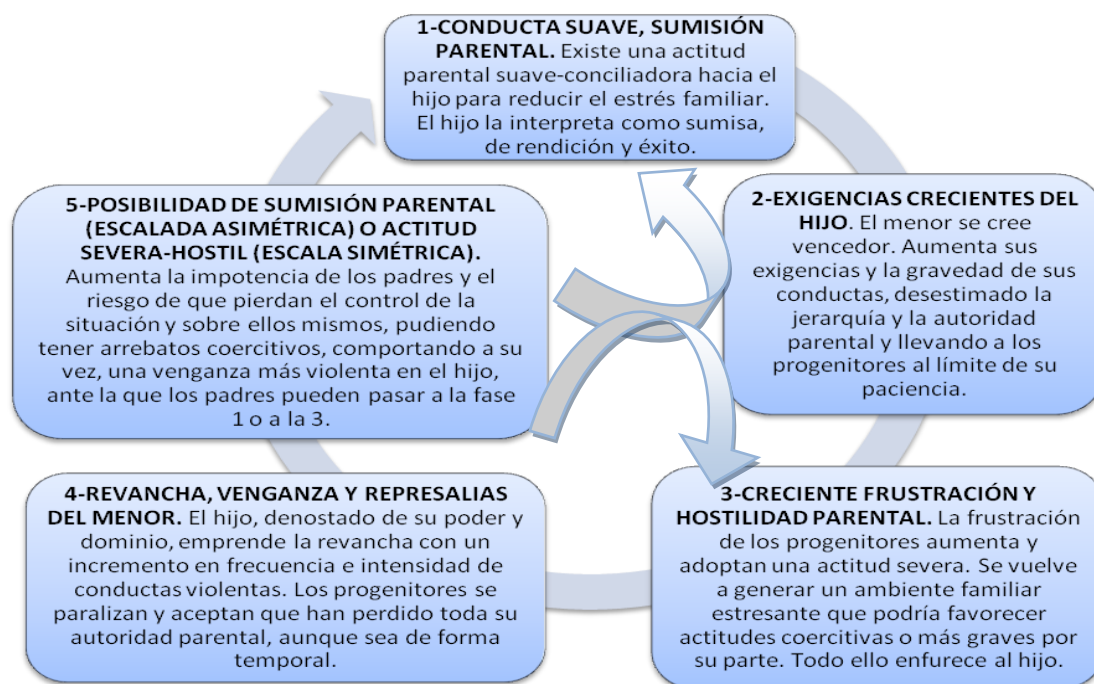 1-CONDUCTA SUAVE, SUMISIÓN
PARENTAL. Existe una actitud
parental suave-conciliadora hacia el
hijo para reducir el estrés familiar.
El hijo la interpreta como sumisa,
de rendición y éxito.
2-EXIGENCIAS CRECIENTES DEL
HIJO. El menor se cree
vencedor. Aumenta sus
exigencias y la gravedad de sus
conductas, desestimado la
jerarquía y la autoridad
parental y llevando a los
progenitores al límite de su
paciencia.
3-CRECIENTE FRUSTRACIÓN Y
HOSTILIDAD PARENTAL. La frustración
de los progenitores aumenta y
adoptan una actitud severa. Se vuelve
a generar un ambiente familiar
estresante que podría favorecer
actitudes coercitivas o más graves por
su parte. Todo ello enfurece al hijo.
4-REVANCHA, VENGANZA Y REPRESALIAS
DEL MENOR. El hijo, denostado de su poder y
dominio, emprende la revancha con un
incremento en frecuencia e intensidad de
conductas violentas. Los progenitores se
paralizan y aceptan que han perdido toda su
autoridad parental, aunque sea de forma
temporal.
5-POSIBILIDAD DE SUMISIÓN PARENTAL
(ESCALADA ASIMÉTRICA) O ACTITUD
SEVERA-HOSTIL (ESCALA SIMÉTRICA).
Aumenta la impotencia de los padres y el
riesgo de que pierdan el control de la
situación y sobre ellos mismos, pudiendo
tener arrebatos coercitivos, comportando a su
vez, una venganza más violenta en el hijo,
ante la que los padres pueden pasar a la fase
1 o a la 3.